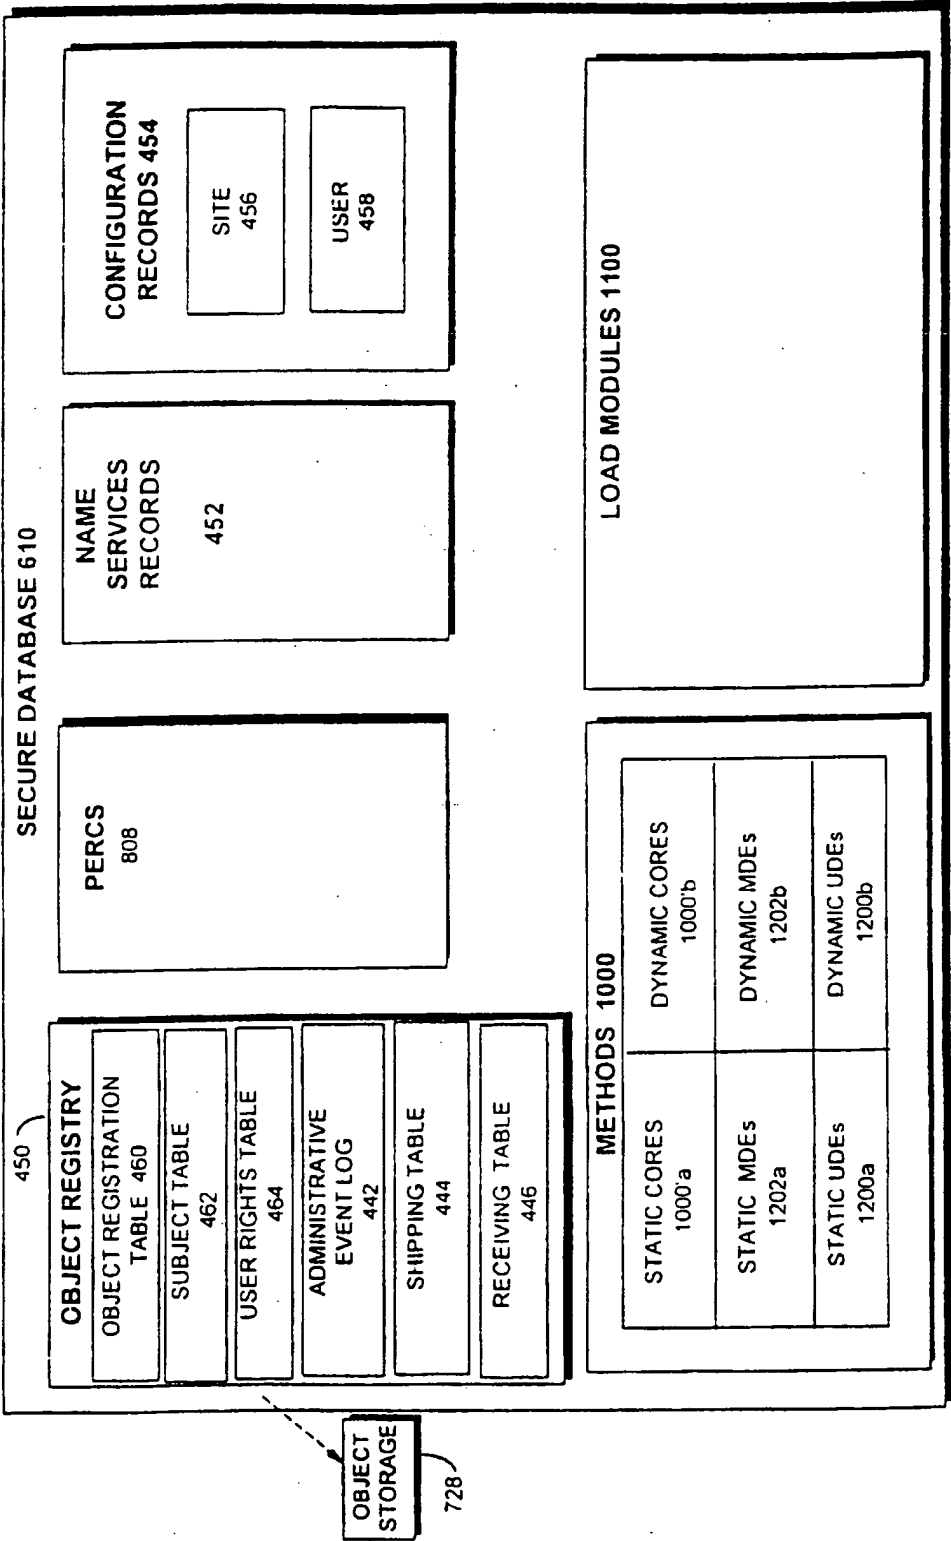 SECURE DATABASE 610
450
OBJECT REGISTRY
OBJECT REGISTRATION
TABLE 460
SUBJECT TABLE
462
USER RIGHTS TABLE
464
ADMINISTRATIVE
EVENT LOG
442
SHIPPING TABLE
444
RECEIVING TABLE
446
PERCS
808
NAME
SERVICES
RECORDS
452
CONFIGURATION
RECORDS 454
SITE
456
USER
458
OBJECT
STORAGE
728
METHODS 1000
STATIC CORES
1000'a
DYNAMIC CORES
1000'b
STATIC MDEs
1202a
DYNAMIC MDEs
1202b
STATIC UDEs
1200a
DYNAMIC UDEs
1200b
LOAD MODULES 1100